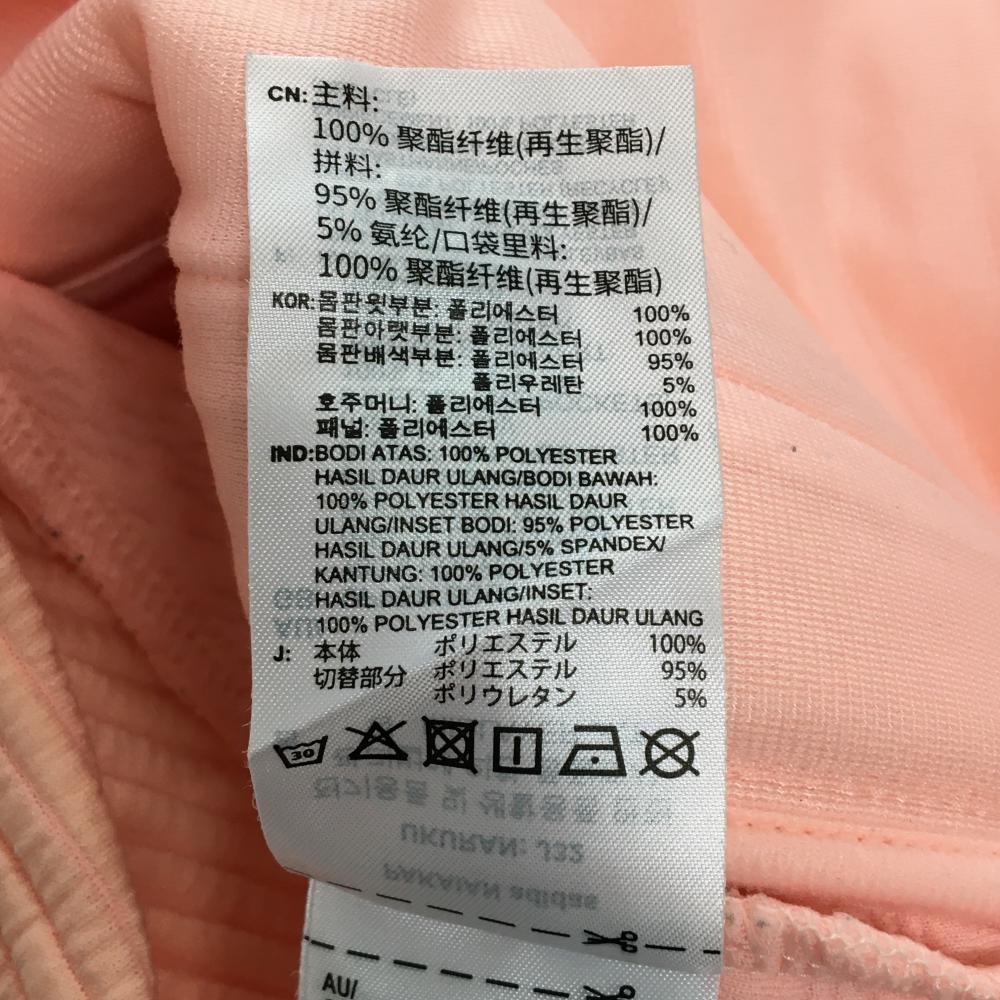 CN: 主料:
100% 聚酯纤维(再生聚酯)/
拼料:
95% 聚酯纤维(再生聚酯)/
5% 氨纶/口袋里料:
100% 聚酯纤维(再生聚酯)
KOR: 몸판윗부분: 폴리에스터 100%
몸판아랫부분: 폴리에스터 100%
몸판배색부분: 폴리에스터 95%
폴리우레탄 5%
호주머니: 폴리에스터 100%
패널: 폴리에스터 100%
IND: BODI ATAS: 100% POLYESTER
HASIL DAUR ULANG/BODI BAWAH:
100% POLYESTER HASIL DAUR
ULANG/INSET BODI: 95% POLYESTER
HASIL DAUR ULANG/5% SPANDEX/
KANTUNG: 100% POLYESTER
HASIL DAUR ULANG/INSET:
100% POLYESTER HASIL DAUR ULANG
J: 本体 ポリエステル 100%
切替部分 ポリエステル 95%
ポリウレタン 5%
30
UKURAN: J32
PAKAIAN adidas
AU/